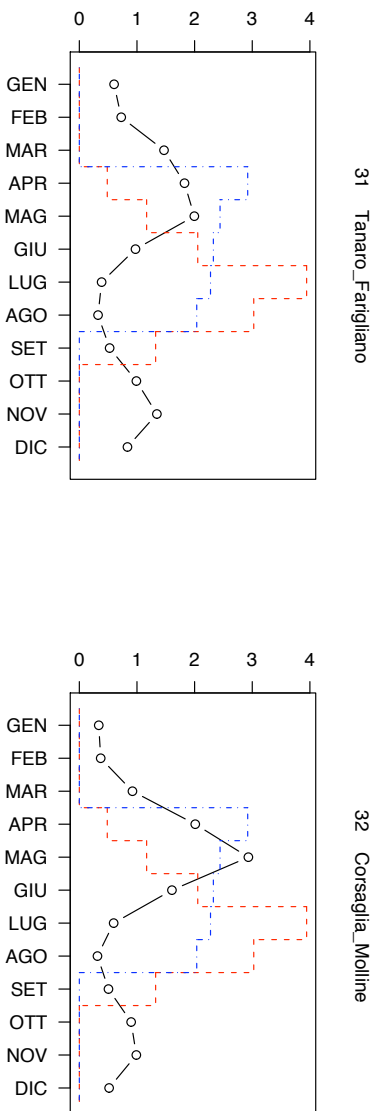 31 Tanaro_Farigliano
0 1 2 3 4
GEN
FEB
MAR
APR
MAG
GIU
LUG
AGO
SET
OTT
NOV
DIC
32 Corsaglia_Molline
0 1 2 3 4
GEN
FEB
MAR
APR
MAG
GIU
LUG
AGO
SET
OTT
NOV
DIC